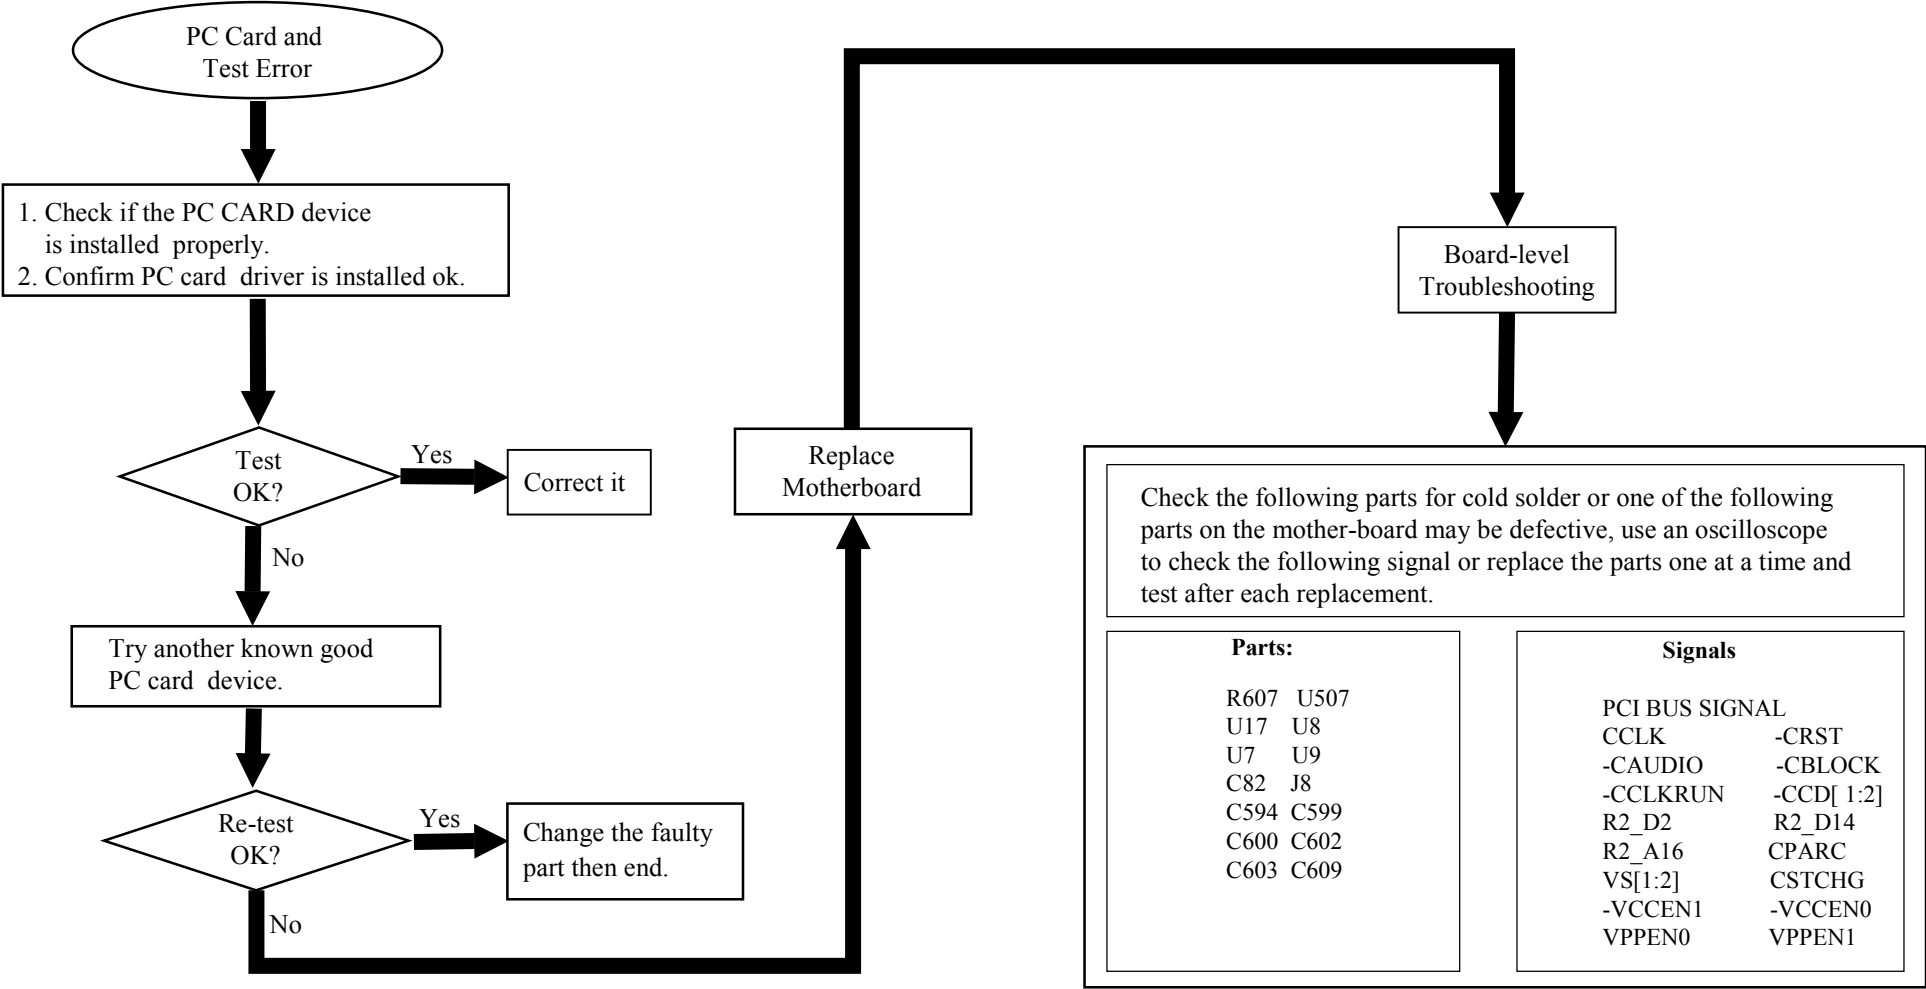 PC Card and
Test Error
1. Check if the PC CARD device
is installed properly.
2. Confirm PC card driver is installed ok.
Test
OK?
Yes
Correct it
No
Try another known good
PC card device.
Re-test
OK?
Yes
Change the faulty
part then end.
No
Replace
Motherboard
Board-level
Troubleshooting
Check the following parts for cold solder or one of the following
parts on the mother-board may be defective, use an oscilloscope
to check the following signal or replace the parts one at a time and
test after each replacement.
Parts:
R607 U507
U17 U8
U7 U9
C82 J8
C594 C599
C600 C602
C603 C609
Signals
PCI BUS SIGNAL
CCLK -CRST
-CAUDIO -CBLOCK
-CCLKRUN -CCD[ 1:2]
R2_D2 R2_D14
R2_A16 CPARC
VS[1:2] CSTCHG
-VCCEN1 -VCCEN0
VPPEN0 VPPEN1